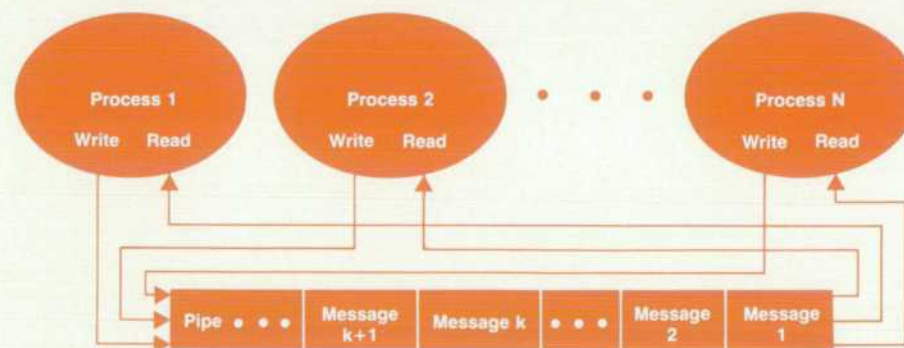 Process 1
Write Read
Process 2
Write Read
• • •
Process N
Write Read
Pipe • • •
Message
k+1
Message k
• • •
Message
2
Message
1